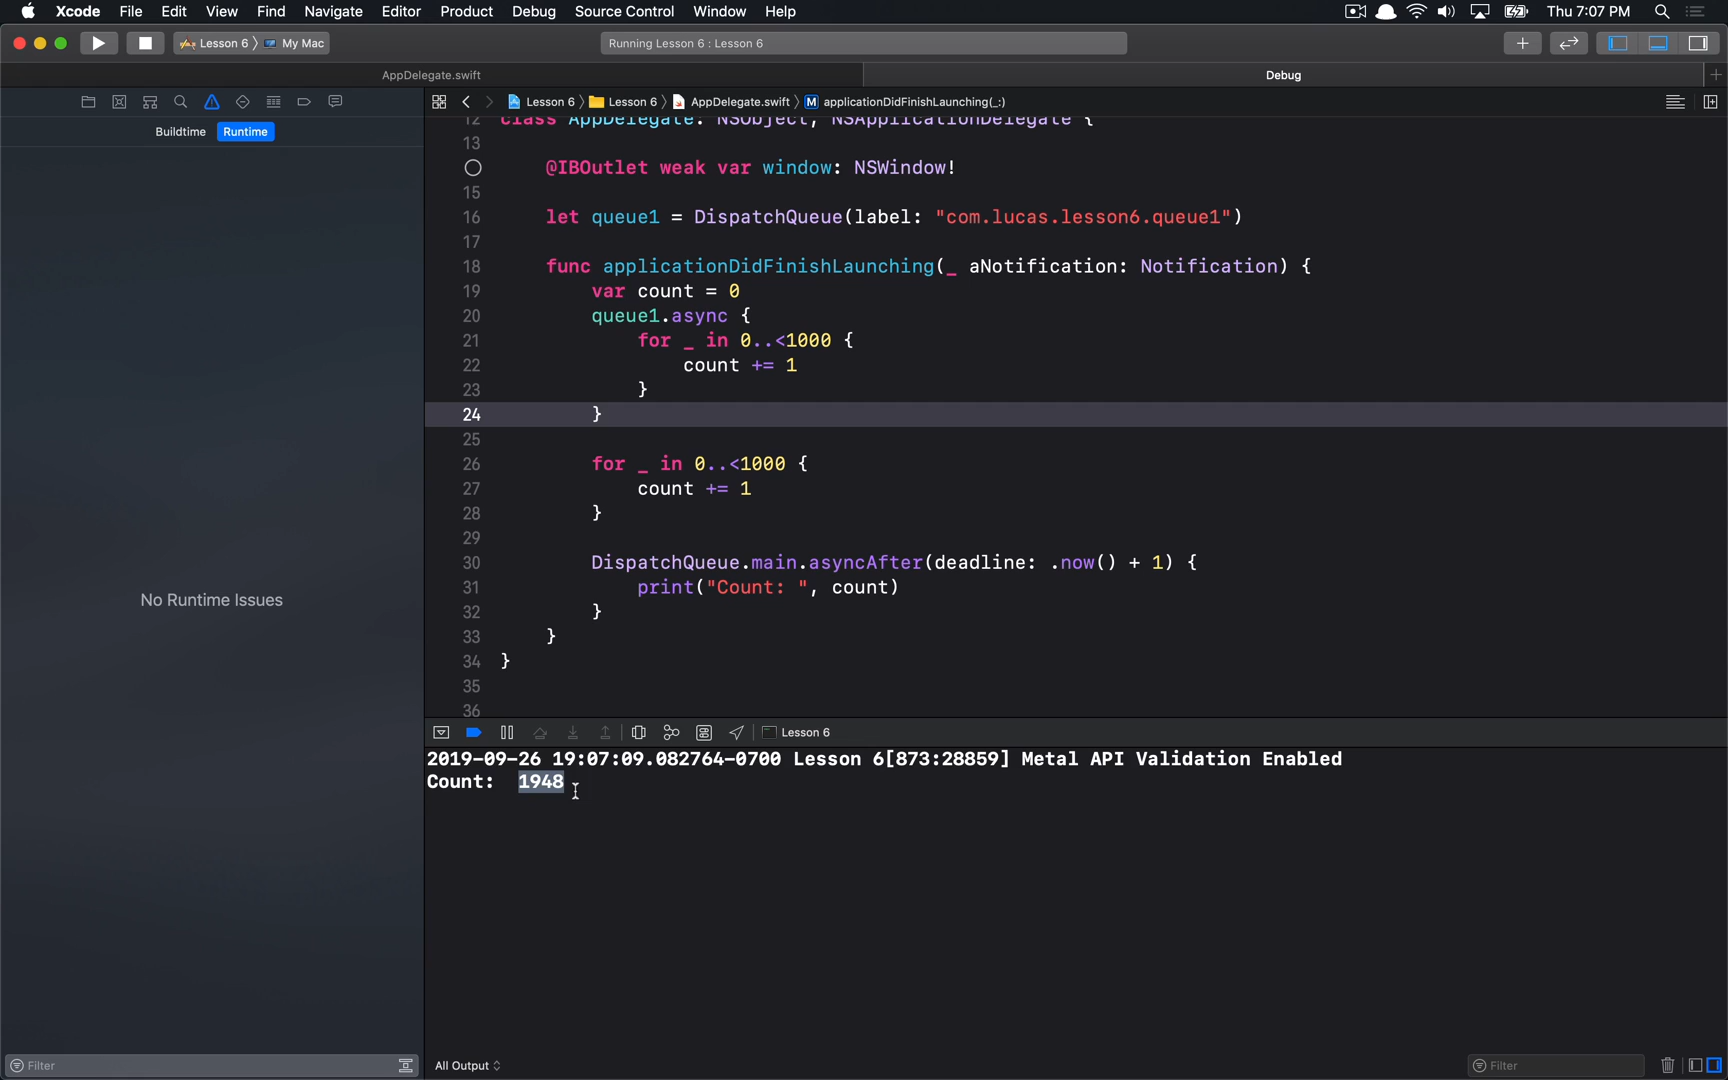 Xcode File Edit View Find Navigate Editor Product Debug Source Control Window Help Thu 7:07 PM
Lesson 6 My Mac Running Lesson 6 : Lesson 6
AppDelegate.swift Debug
Lesson 6 Lesson 6 AppDelegate.swift M applicationDidFinishLaunching(_:)
Buildtime Runtime
12 class AppDelegate: NSObject, NSApplicationDelegate {
13
@IBOutlet weak var window: NSWindow!
15
16 let queue1 = DispatchQueue(label: "com.lucas.lesson6.queue1")
17
18 func applicationDidFinishLaunching(_ aNotification: Notification) {
19 var count = 0
20 queue1.async {
21 for _ in 0..<1000 {
22 count += 1
23 }
24 }
25
26 for _ in 0..<1000 {
27 count += 1
28 }
29
30 DispatchQueue.main.asyncAfter(deadline: .now() + 1) {
31 print("Count: ", count)
32 }
33 }
34 }
35
36
No Runtime Issues
Lesson 6
2019-09-26 19:07:09.082764-0700 Lesson 6[873:28859] Metal API Validation Enabled
Count:  1948
Filter All Output Filter